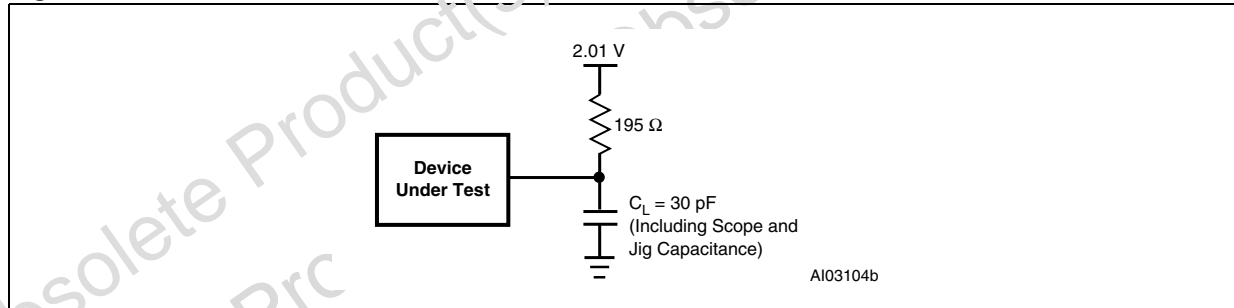 2.01 V
195 Ω
Device
Under Test
C_L = 30 pF
(Including Scope and
Jig Capacitance)
AI03104b